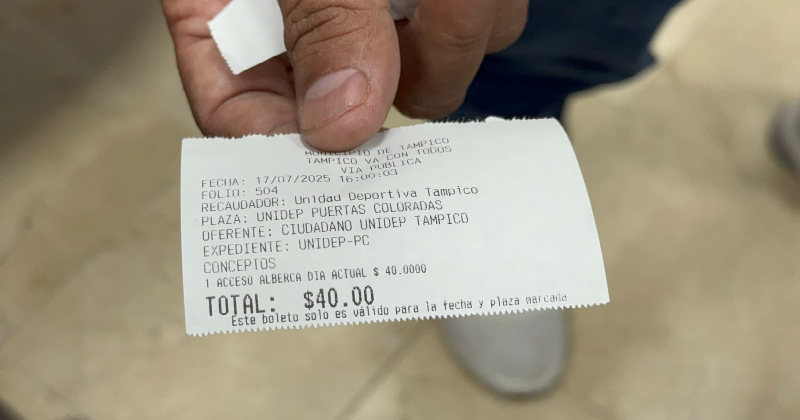 MUNICIPIO DE TAMPICO
TAMPICO VA CON TODOS
VIA PUBLICA
FECHA: 17/07/2025 16:00:03
FOLIO: 504
RECAUDADOR: Unidad Deportiva Tampico
PLAZA: UNIDEP PUERTAS COLORADAS
OFERENTE: CIUDADANO UNIDEP TAMPICO
EXPEDIENTE: UNIDEP-PC
CONCEPTOS
1 ACCESO ALBERCA DIA ACTUAL $ 40.0000
TOTAL: $40.00
Este boleto solo es válido para la fecha y plaza marcada